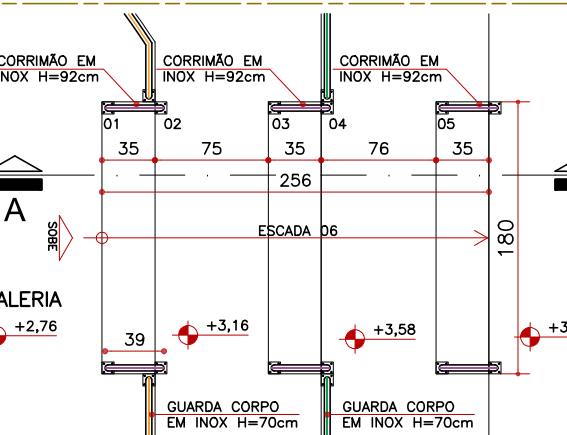 CORRIMÃO EM
INOX H=92cm
CORRIMÃO EM
INOX H=92cm
CORRIMÃO EM
INOX H=92cm
01
02
03
04
05
35
75
35
76
35
256
A
SOBE
ESCADA 06
180
ALERIA
+2,76
+3,16
+3,58
+3
39
GUARDA CORPO
EM INOX H=70cm
GUARDA CORPO
EM INOX H=70cm